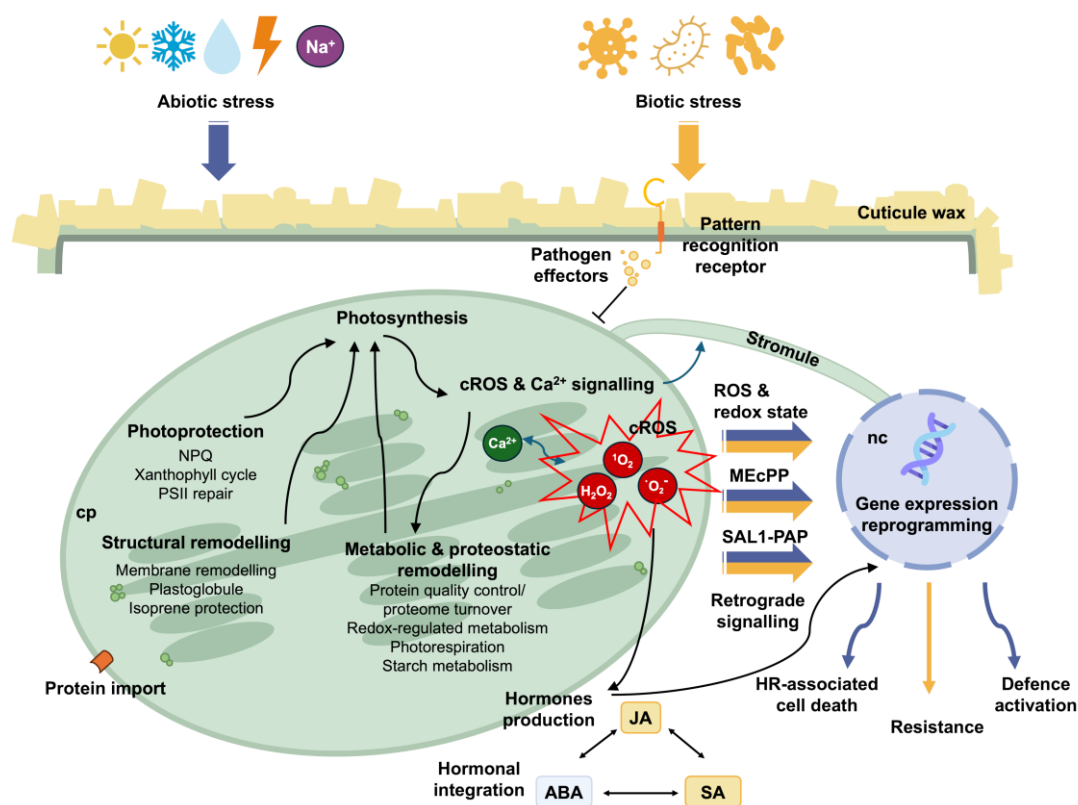 Na⁺
Abiotic stress
Biotic stress
Cuticule wax
Pattern
recognition
receptor
Pathogen
effectors
Photosynthesis
Stromule
cROS & Ca²⁺ signalling
ROS &
redox state
cROS
Ca²⁺
¹O₂
H₂O₂
·O₂⁻
Photoprotection
NPQ
Xanthophyll cycle
PSII repair
nc
MEcPP
Gene expression
reprogramming
cp
SAL1-PAP
Structural remodelling
Membrane remodelling
Plastoglobule
Isoprene protection
Metabolic & proteostatic
remodelling
Protein quality control/
proteome turnover
Redox-regulated metabolism
Photorespiration
Starch metabolism
Retrograde
signalling
Protein import
HR-associated
cell death
Defence
activation
Resistance
Hormones
production
JA
Hormonal
integration
ABA
SA